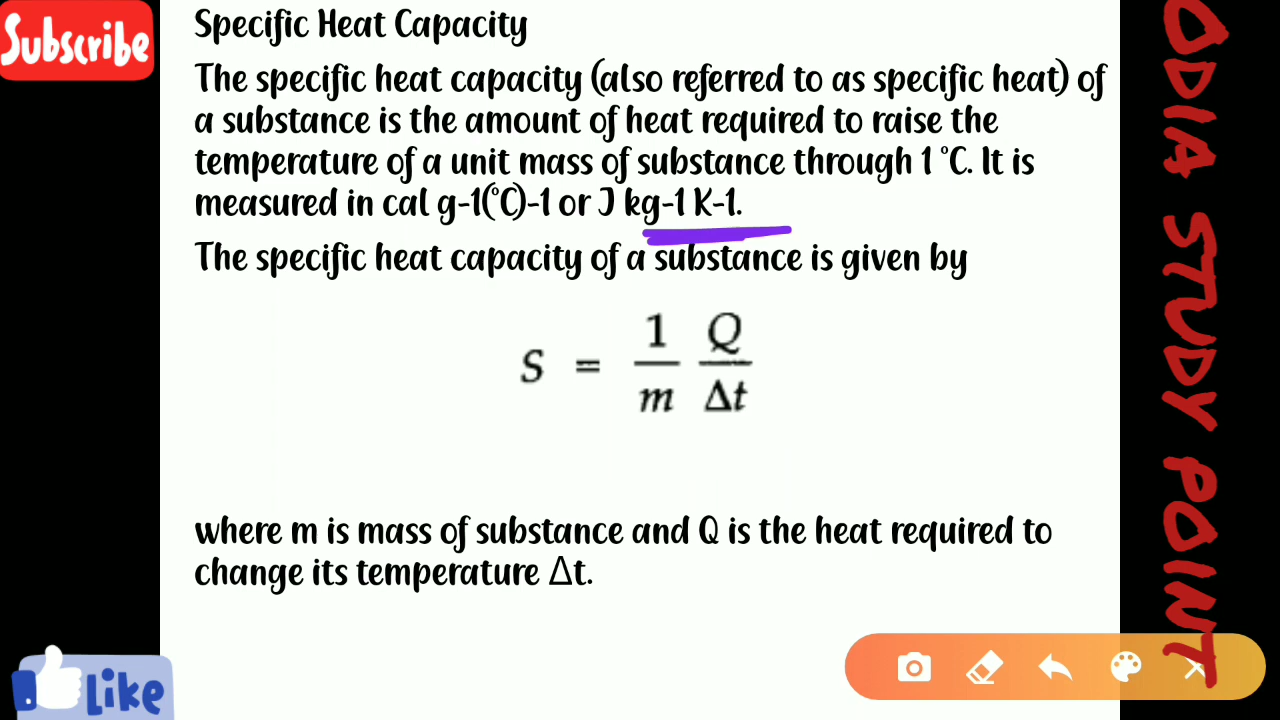 Subscribe
Specific Heat Capacity
The specific heat capacity (also referred to as specific heat) of
a substance is the amount of heat required to raise the
temperature of a unit mass of substance through 1 °C. It is
measured in cal g-1(°C)-1 or J kg-1 K-1.
The specific heat capacity of a substance is given by
S = 1/m Q/Δt
where m is mass of substance and Q is the heat required to
change its temperature Δt.
Like
ODIA STUDY POINT